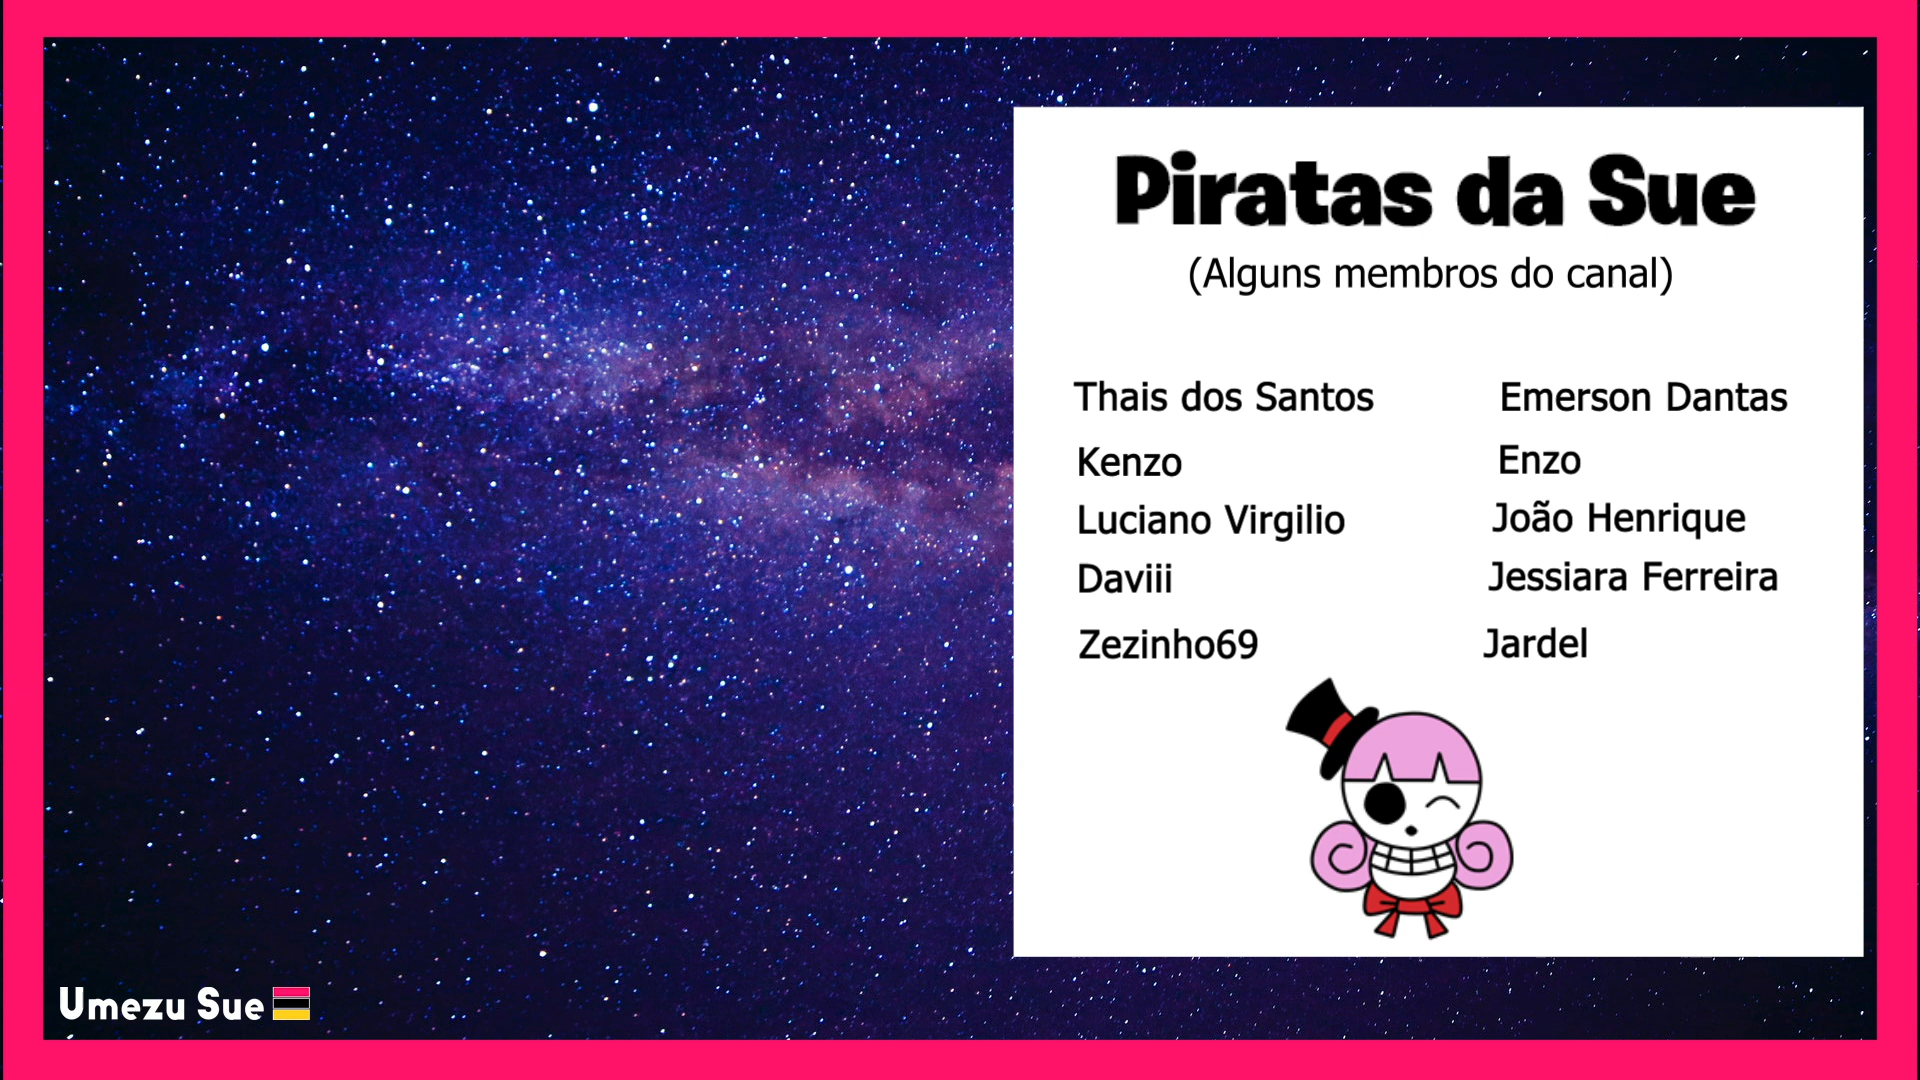 Piratas da Sue
(Alguns membros do canal)
Thais dos Santos
Kenzo
Luciano Virgilio
Daviii
Zezinho69
Emerson Dantas
Enzo
João Henrique
Jessiara Ferreira
Jardel
Umezu Sue